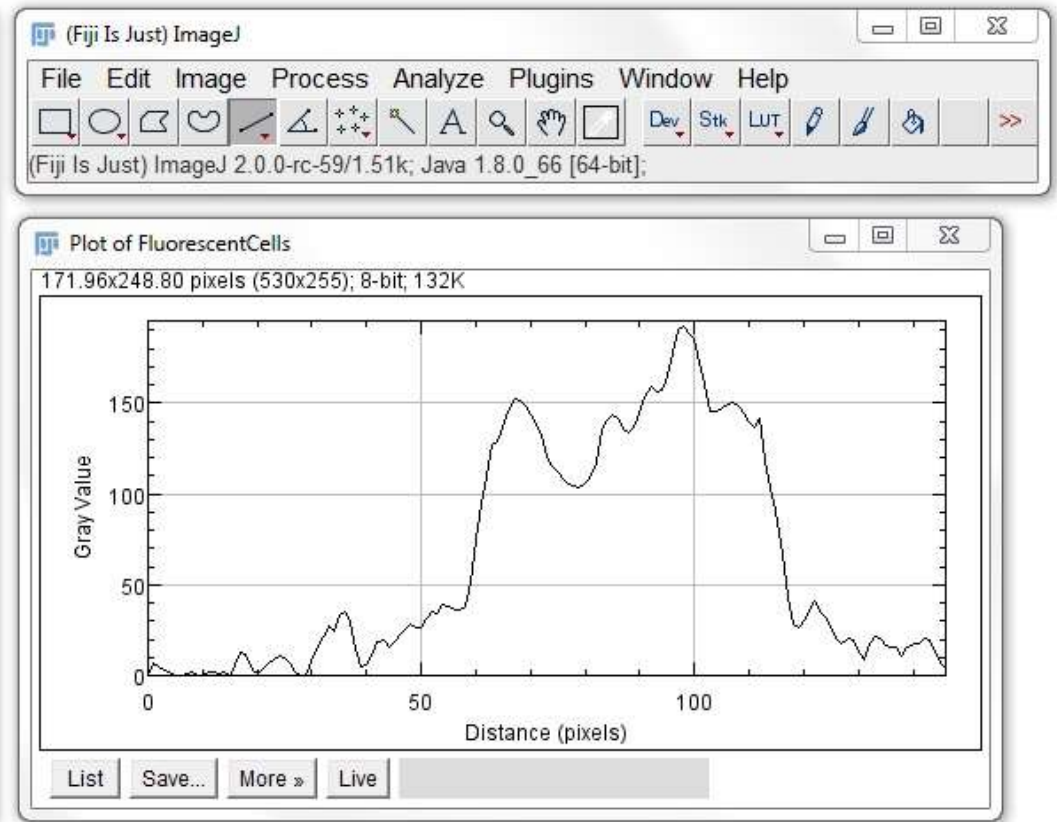 (Fiji Is Just) ImageJ
File Edit Image Process Analyze Plugins Window Help
A Dev Stk LUT >>
(Fiji Is Just) ImageJ 2.0.0-rc-59/1.51k; Java 1.8.0_66 [64-bit];
Plot of FluorescentCells
171.96x248.80 pixels (530x255); 8-bit; 132K
150
100
50
0
Gray Value
0 50 100
Distance (pixels)
List Save... More » Live